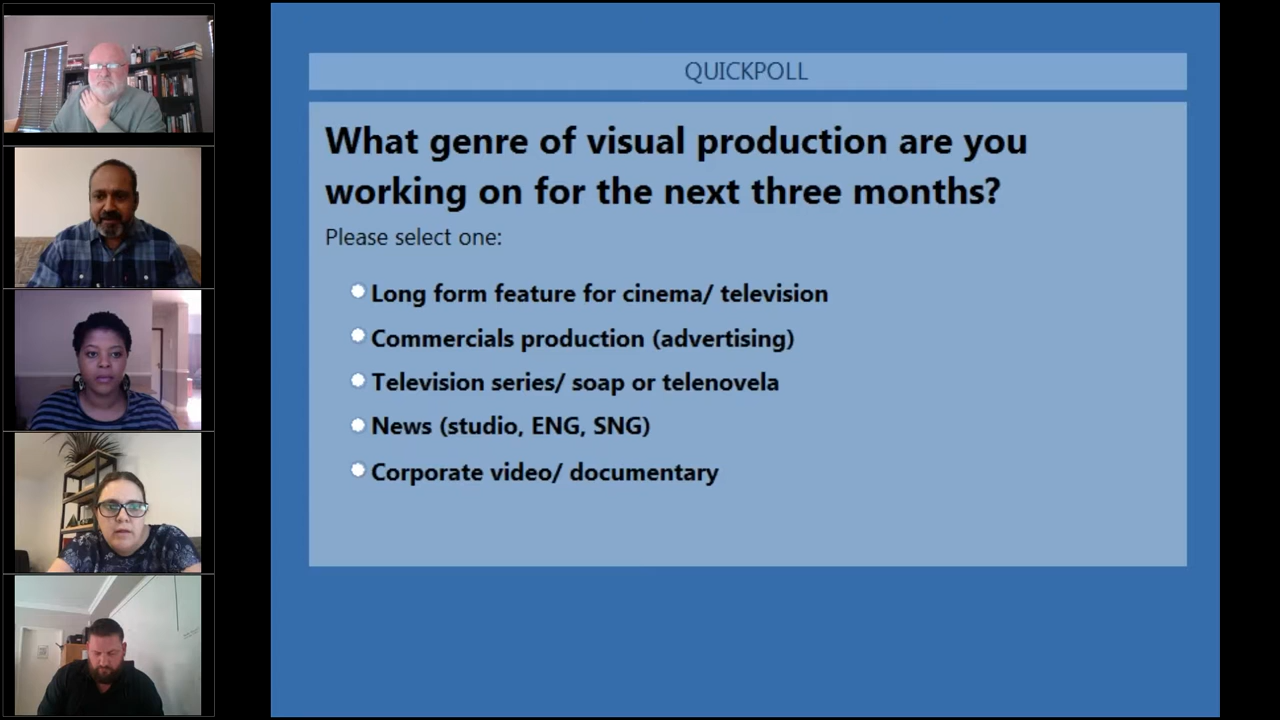 QUICKPOLL
What genre of visual production are you
working on for the next three months?
Please select one:
Long form feature for cinema/ television
Commercials production (advertising)
Television series/ soap or telenovela
News (studio, ENG, SNG)
Corporate video/ documentary